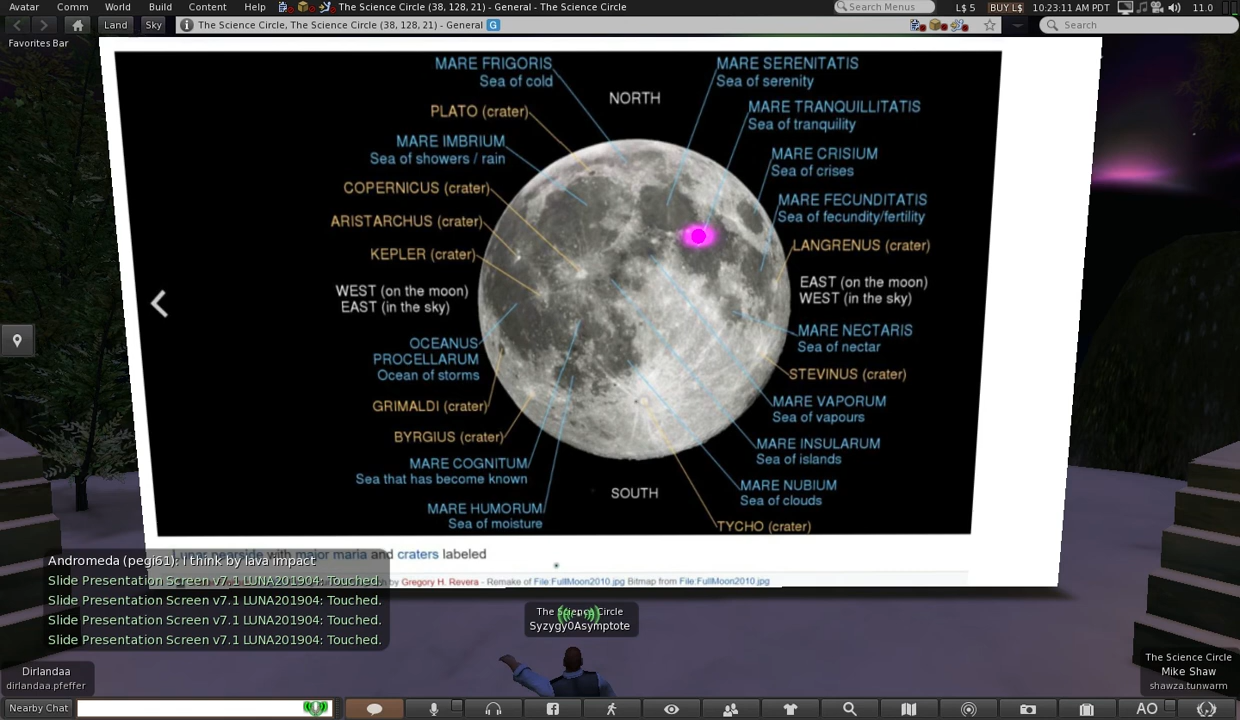 Avatar Comm World Build Content Help The Science Circle, The Science Circle (38, 128, 21) - General - The Science Circle Search Menus L$ 5 BUY L$ 10:23:11 AM PDT 11.0
Land Sky The Science Circle, The Science Circle (38, 128, 21) - General G Search
Favorites Bar
MARE FRIGORIS
Sea of cold
PLATO (crater)
MARE IMBRIUM
Sea of showers / rain
COPERNICUS (crater)
ARISTARCHUS (crater)
KEPLER (crater)
WEST (on the moon)
EAST (in the sky)
OCEANUS
PROCELLARUM
Ocean of storms
GRIMALDI (crater)
BYRGIUS (crater)
MARE COGNITUM
Sea that has become known
MARE HUMORUM
Sea of moisture
NORTH
SOUTH
MARE SERENITATIS
Sea of serenity
MARE TRANQUILLITATIS
Sea of tranquility
MARE CRISIUM
Sea of crises
MARE FECUNDITATIS
Sea of fecundity/fertility
LANGRENUS (crater)
EAST (on the moon)
WEST (in the sky)
MARE NECTARIS
Sea of nectar
STEVINUS (crater)
MARE VAPORUM
Sea of vapours
MARE INSULARUM
Sea of islands
MARE NUBIUM
Sea of clouds
TYCHO (crater)
Lunar nearside with major maria and craters labeled
by Gregory H. Revera - Remake of File:FullMoon2010.jpg Bitmap from File:FullMoon2010.jpg
Andromeda (pegi61): I think by lava impact
Slide Presentation Screen v7.1 LUNA201904: Touched.
Slide Presentation Screen v7.1 LUNA201904: Touched.
Slide Presentation Screen v7.1 LUNA201904: Touched.
Slide Presentation Screen v7.1 LUNA201904: Touched.
The Science Circle
Syzygy0Asymptote
Dirlandaa
dirlandaa.pfeffer
The Science Circle
Mike Shaw
shawza.tunwarm
Nearby Chat AO